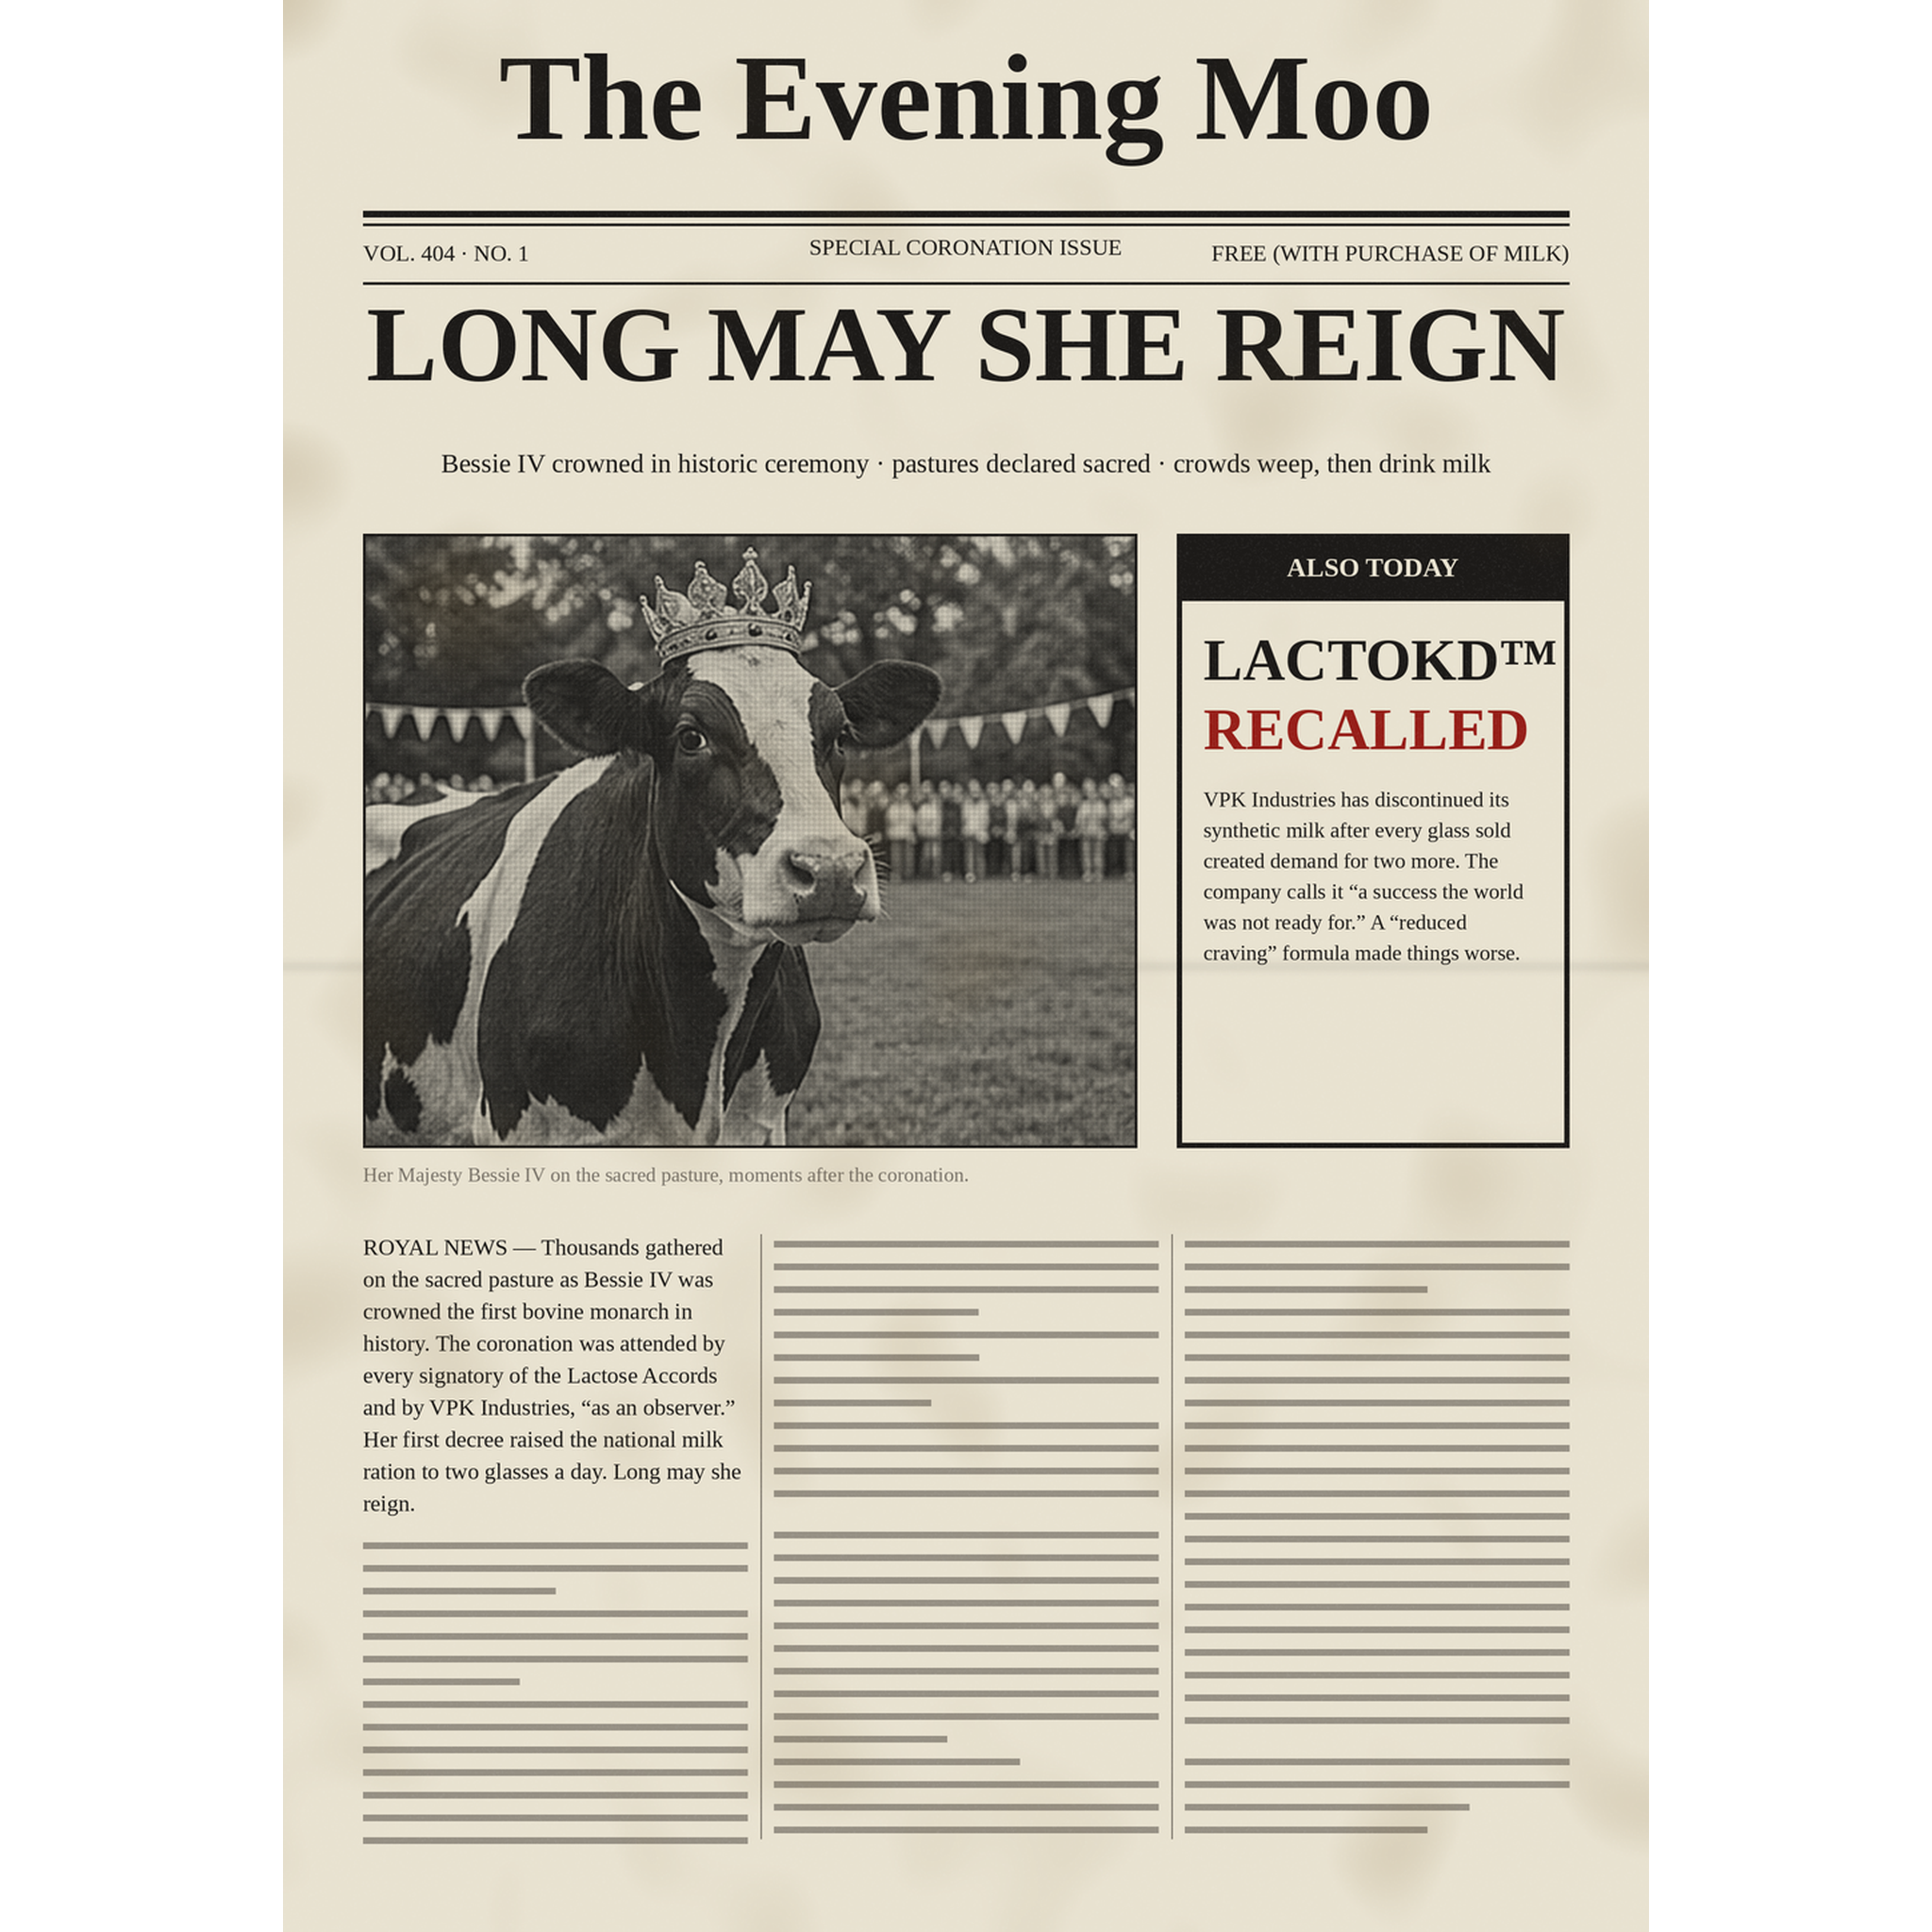 The Evening Moo
VOL. 404 · NO. 1
SPECIAL CORONATION ISSUE
FREE (WITH PURCHASE OF MILK)
LONG MAY SHE REIGN
Bessie IV crowned in historic ceremony · pastures declared sacred · crowds weep, then drink milk
ALSO TODAY
LACTOKD™
RECALLED
VPK Industries has discontinued its
synthetic milk after every glass sold
created demand for two more. The
company calls it “a success the world
was not ready for.” A “reduced
craving” formula made things worse.
Her Majesty Bessie IV on the sacred pasture, moments after the coronation.
ROYAL NEWS — Thousands gathered
on the sacred pasture as Bessie IV was
crowned the first bovine monarch in
history. The coronation was attended by
every signatory of the Lactose Accords
and by VPK Industries, “as an observer.”
Her first decree raised the national milk
ration to two glasses a day. Long may she
reign.